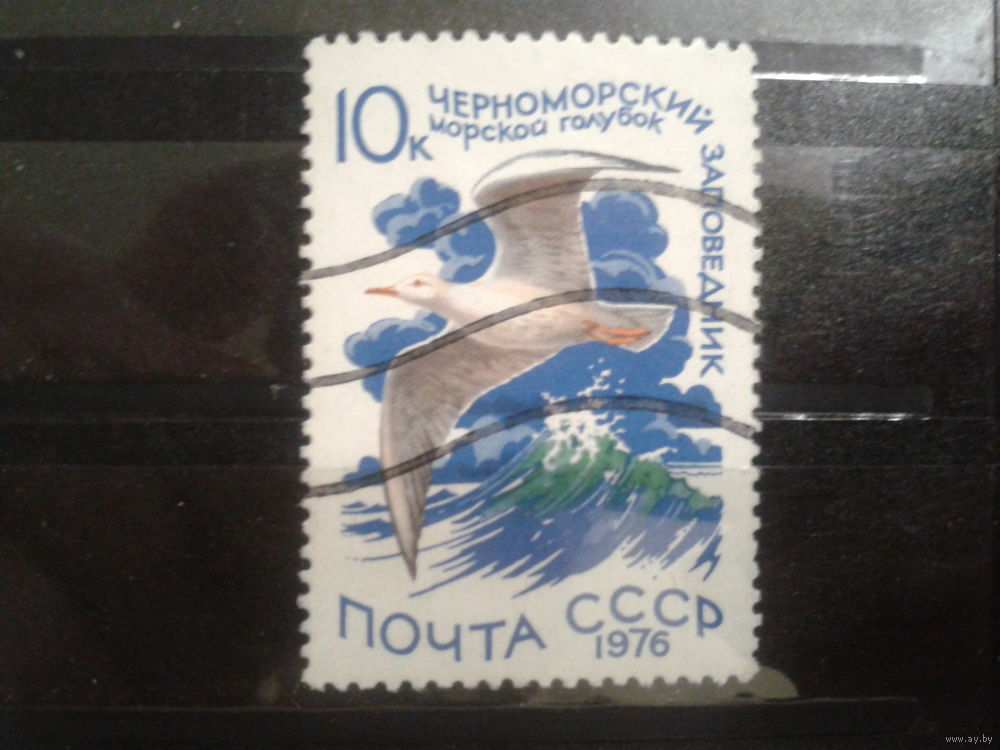 10к
ЧЕРНОМОРСКИЙ ЗАПОВЕДНИК
морской голубок
ПОЧТА СССР
1976
www.ay.by